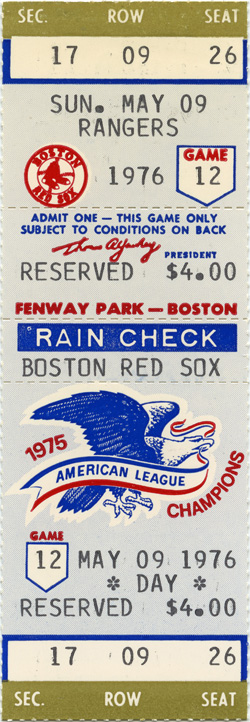 SEC. ROW SEAT
17 09 26
SUN. MAY 09
RANGERS
BOSTON
RED SOX
1976
GAME
12
ADMIT ONE — THIS GAME ONLY
SUBJECT TO CONDITIONS ON BACK
PRESIDENT
RESERVED $4.00
FENWAY PARK — BOSTON
RAIN CHECK
BOSTON RED SOX
1975
AMERICAN LEAGUE
CHAMPIONS
GAME
12
MAY 09 1976
* DAY *
RESERVED $4.00
17 09 26
SEC. ROW SEAT